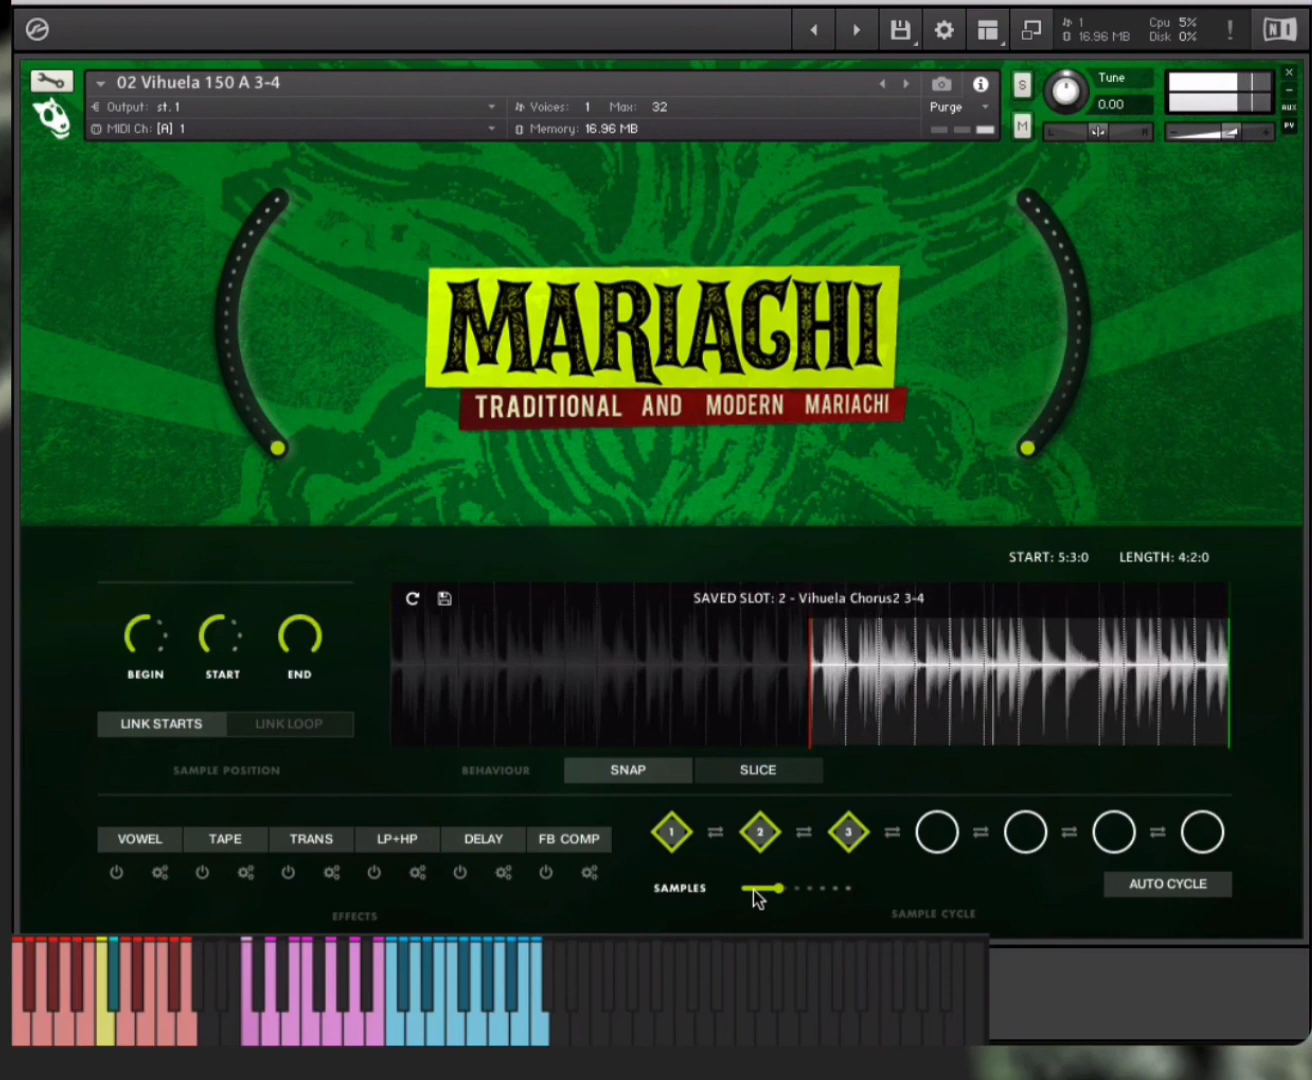 1
16.96 MB
Cpu 5%
Disk 0%
!
NI
02 Vihuela 150 A 3-4
Output: st.1
Voices: 1 Max: 32
Purge
MIDI Ch: [A] 1
Memory: 16.96 MB
S
M
Tune
0.00
L
R
AUX
PV
MARIACHI
TRADITIONAL AND MODERN MARIACHI
START: 5:3:0 LENGTH: 4:2:0
SAVED SLOT: 2 - Vihuela Chorus2 3-4
BEGIN START END
LINK STARTS LINK LOOP
SAMPLE POSITION
BEHAVIOUR SNAP SLICE
VOWEL TAPE TRANS LP+HP DELAY FB COMP
EFFECTS
1 2 3
SAMPLES
AUTO CYCLE
SAMPLE CYCLE